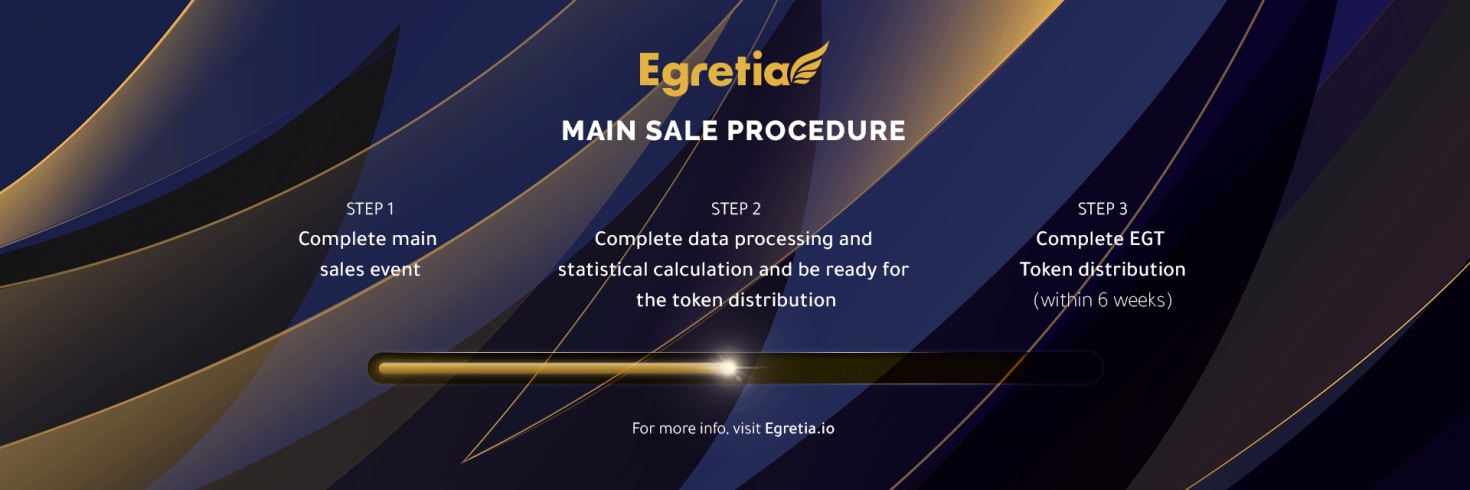 Egretia
MAIN SALE PROCEDURE
STEP 1
Complete main
sales event
STEP 2
Complete data processing and
statistical calculation and be ready for
the token distribution
STEP 3
Complete EGT
Token distribution
(within 6 weeks)
For more info, visit Egretia.io